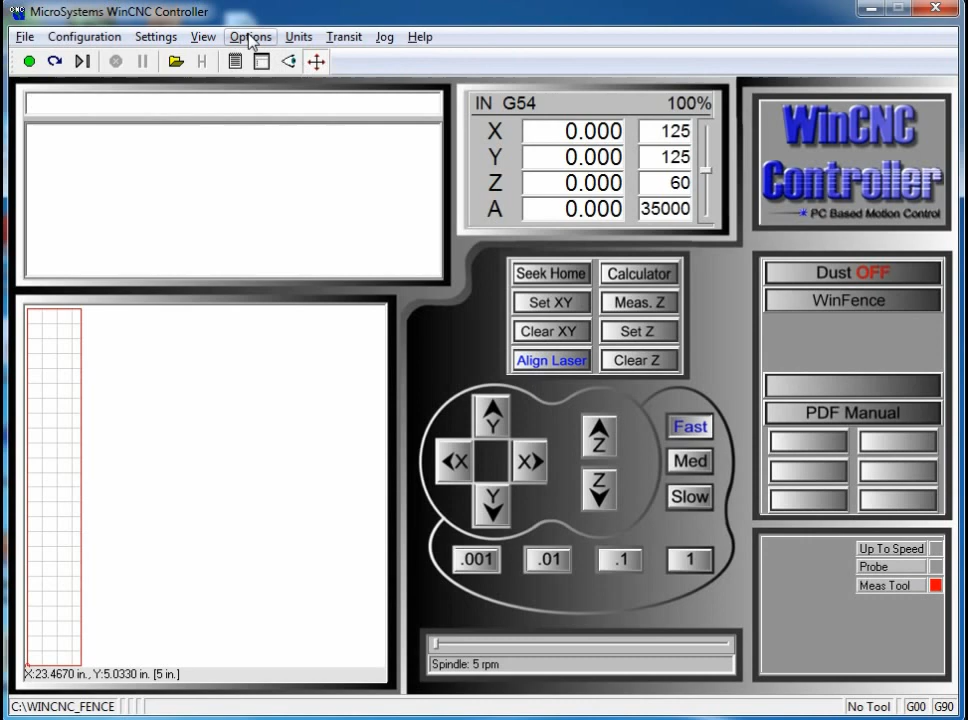 MicroSystems WinCNC Controller
File Configuration Settings View Options Units Transit Jog Help
IN G54 100%
X 0.000 125
Y 0.000 125
Z 0.000 60
A 0.000 35000
WinCNC
Controller
PC Based Motion Control
Seek Home Calculator
Set XY Meas. Z
Clear XY Set Z
Align Laser Clear Z
Dust OFF
WinFence
PDF Manual
Y
X X
Y
Z
Z
Fast
Med
Slow
.001 .01 .1 1
Up To Speed
Probe
Meas Tool
Spindle: 5 rpm
X:23.4670 in., Y:5.0330 in. [5 in.]
C:\WINCNC_FENCE No Tool G00 G90